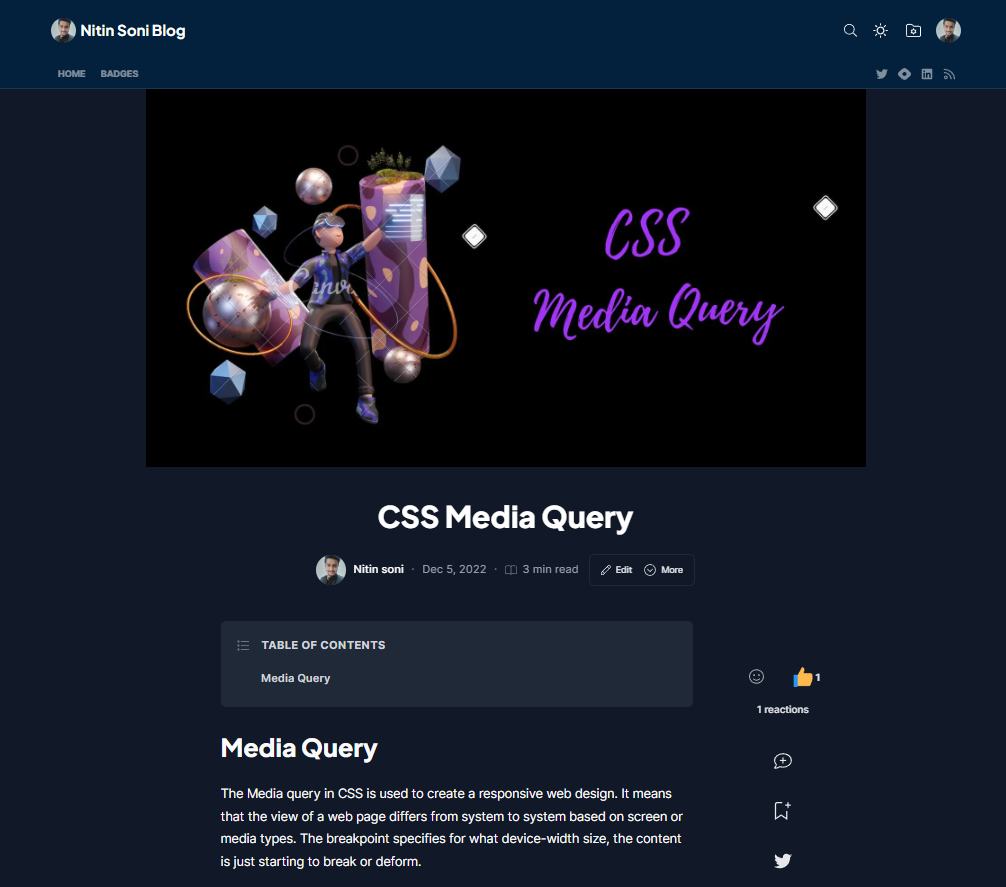 Nitin Soni Blog
HOME BADGES
CSS
Media Query
CSS Media Query
Nitin soni · Dec 5, 2022 · 3 min read Edit More
TABLE OF CONTENTS
Media Query
1
1 reactions
Media Query
The Media query in CSS is used to create a responsive web design. It means
that the view of a web page differs from system to system based on screen or
media types. The breakpoint specifies for what device-width size, the content
is just starting to break or deform.